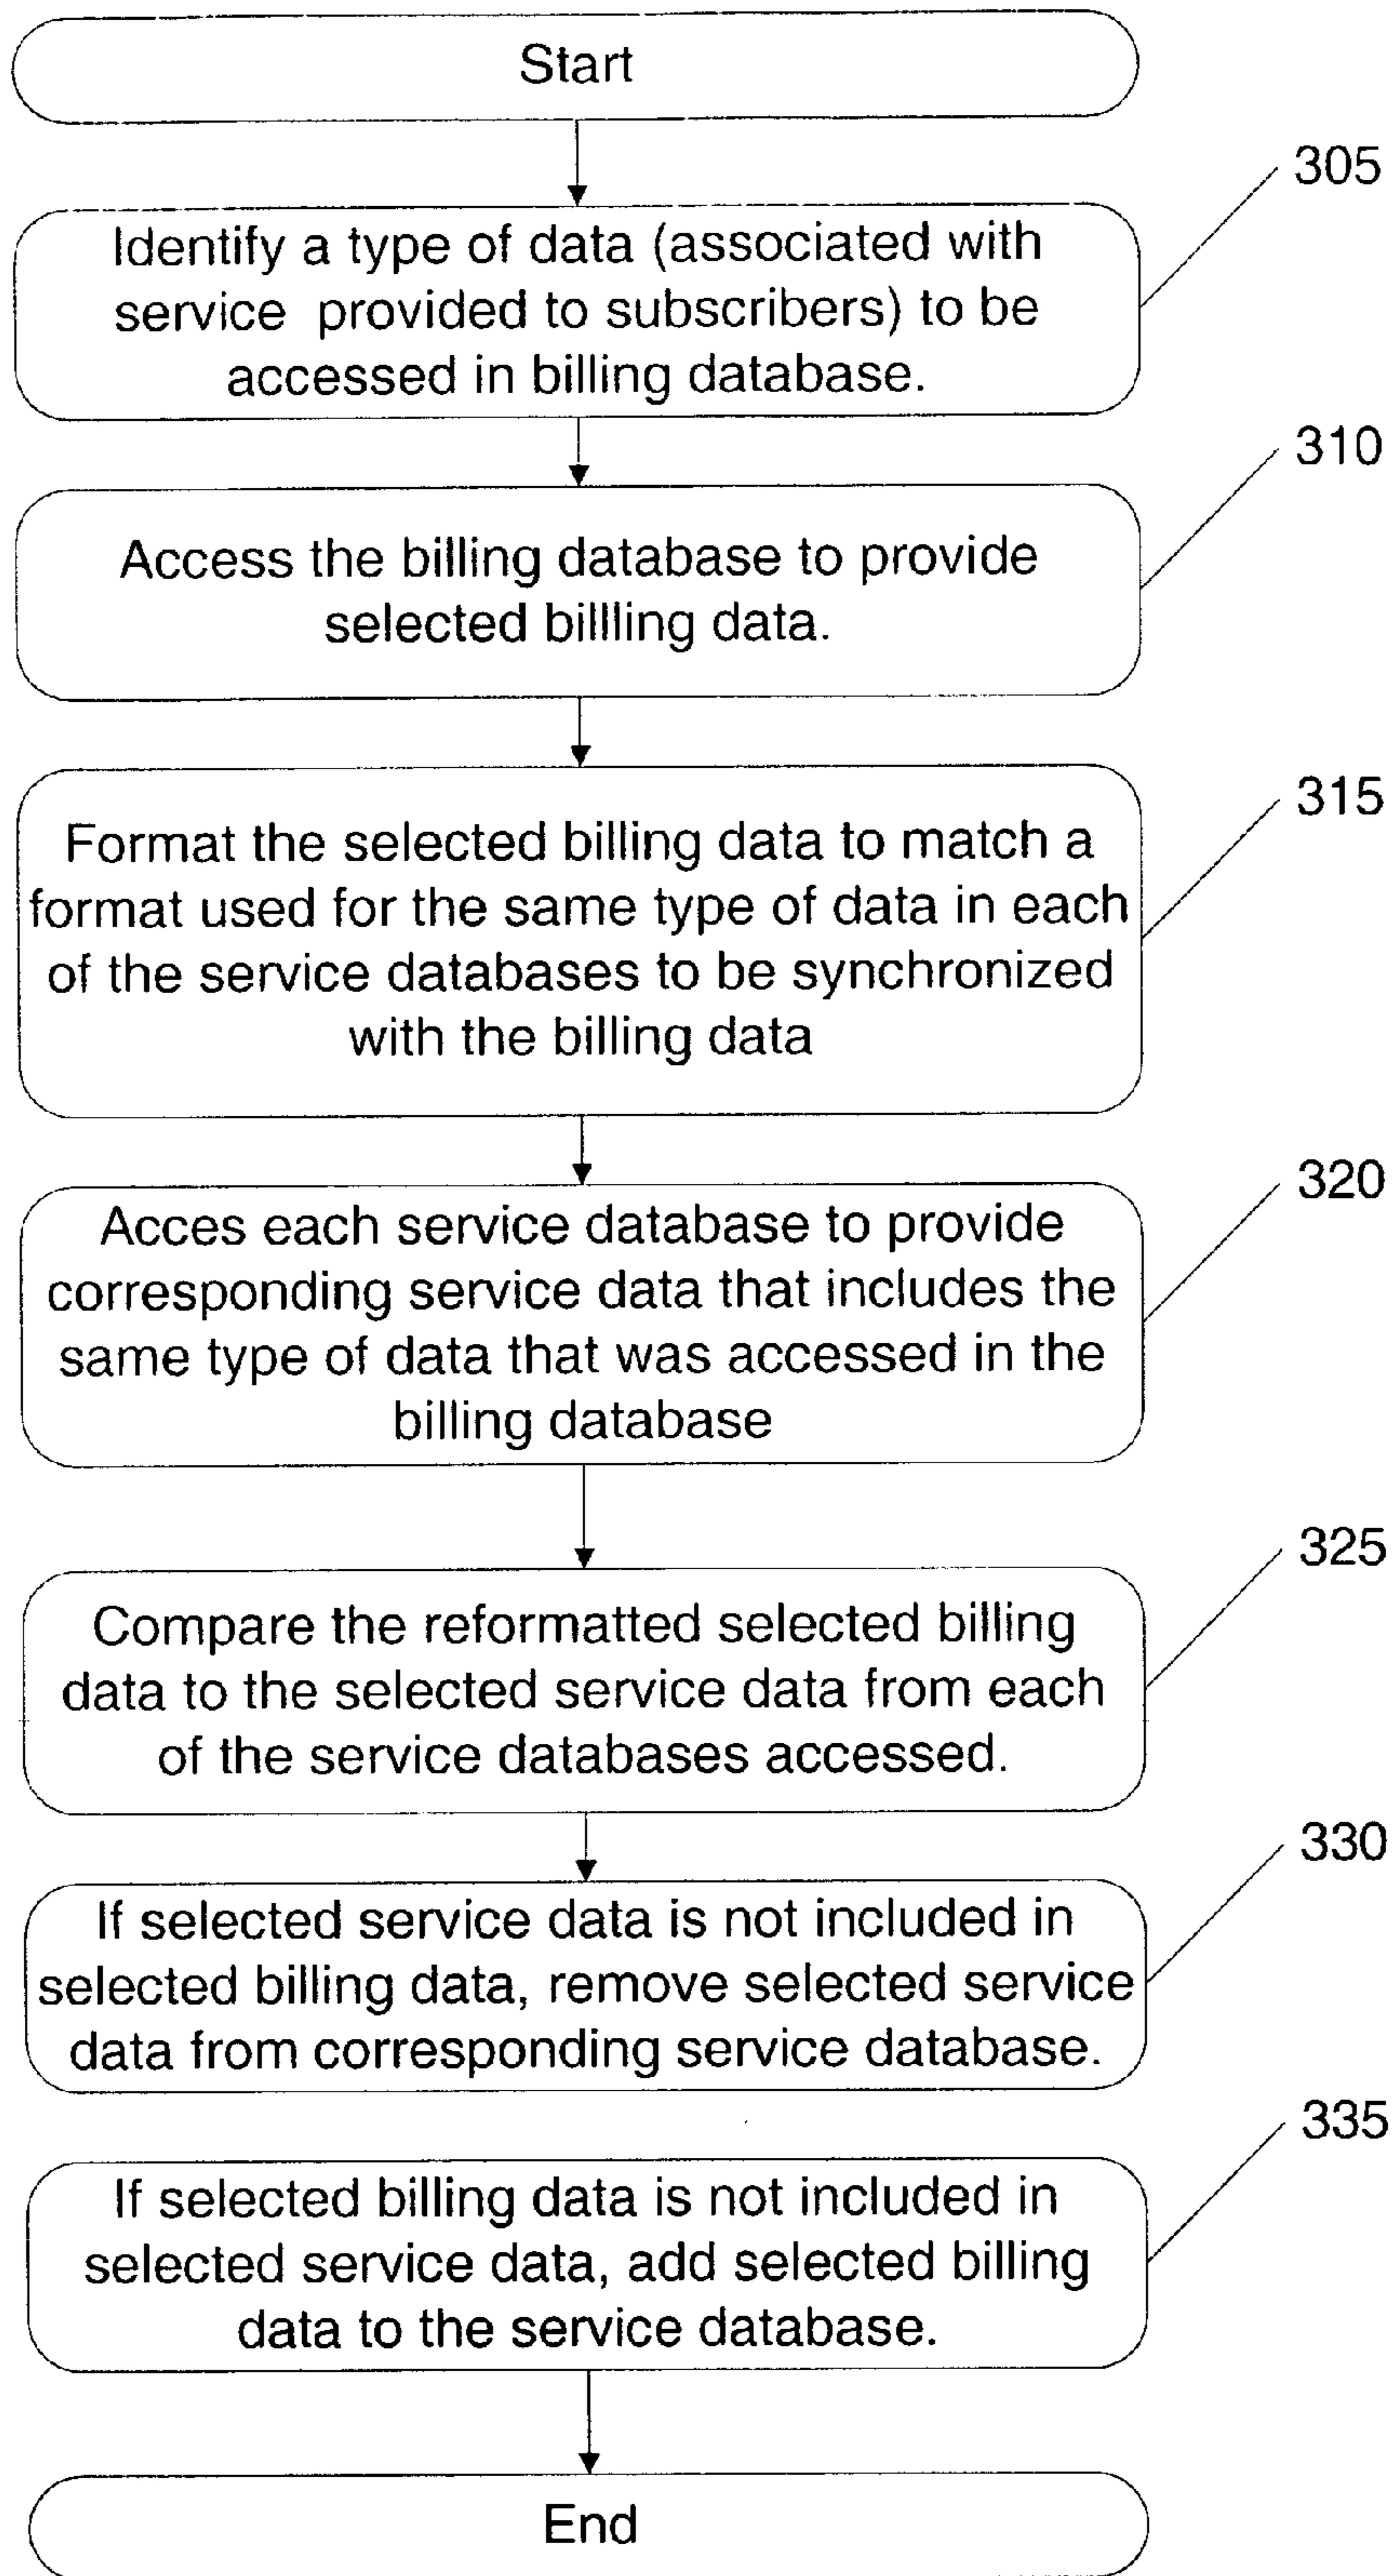 Start
305
Identify a type of data (associated with
service provided to subscribers) to be
accessed in billing database.
310
Access the billing database to provide
selected billling data.
315
Format the selected billing data to match a
format used for the same type of data in each
of the service databases to be synchronized
with the billing data
320
Acces each service database to provide
corresponding service data that includes the
same type of data that was accessed in the
billing database
325
Compare the reformatted selected billing
data to the selected service data from each
of the service databases accessed.
330
If selected service data is not included in
selected billing data, remove selected service
data from corresponding service database.
335
If selected billing data is not included in
selected service data, add selected billing
data to the service database.
End